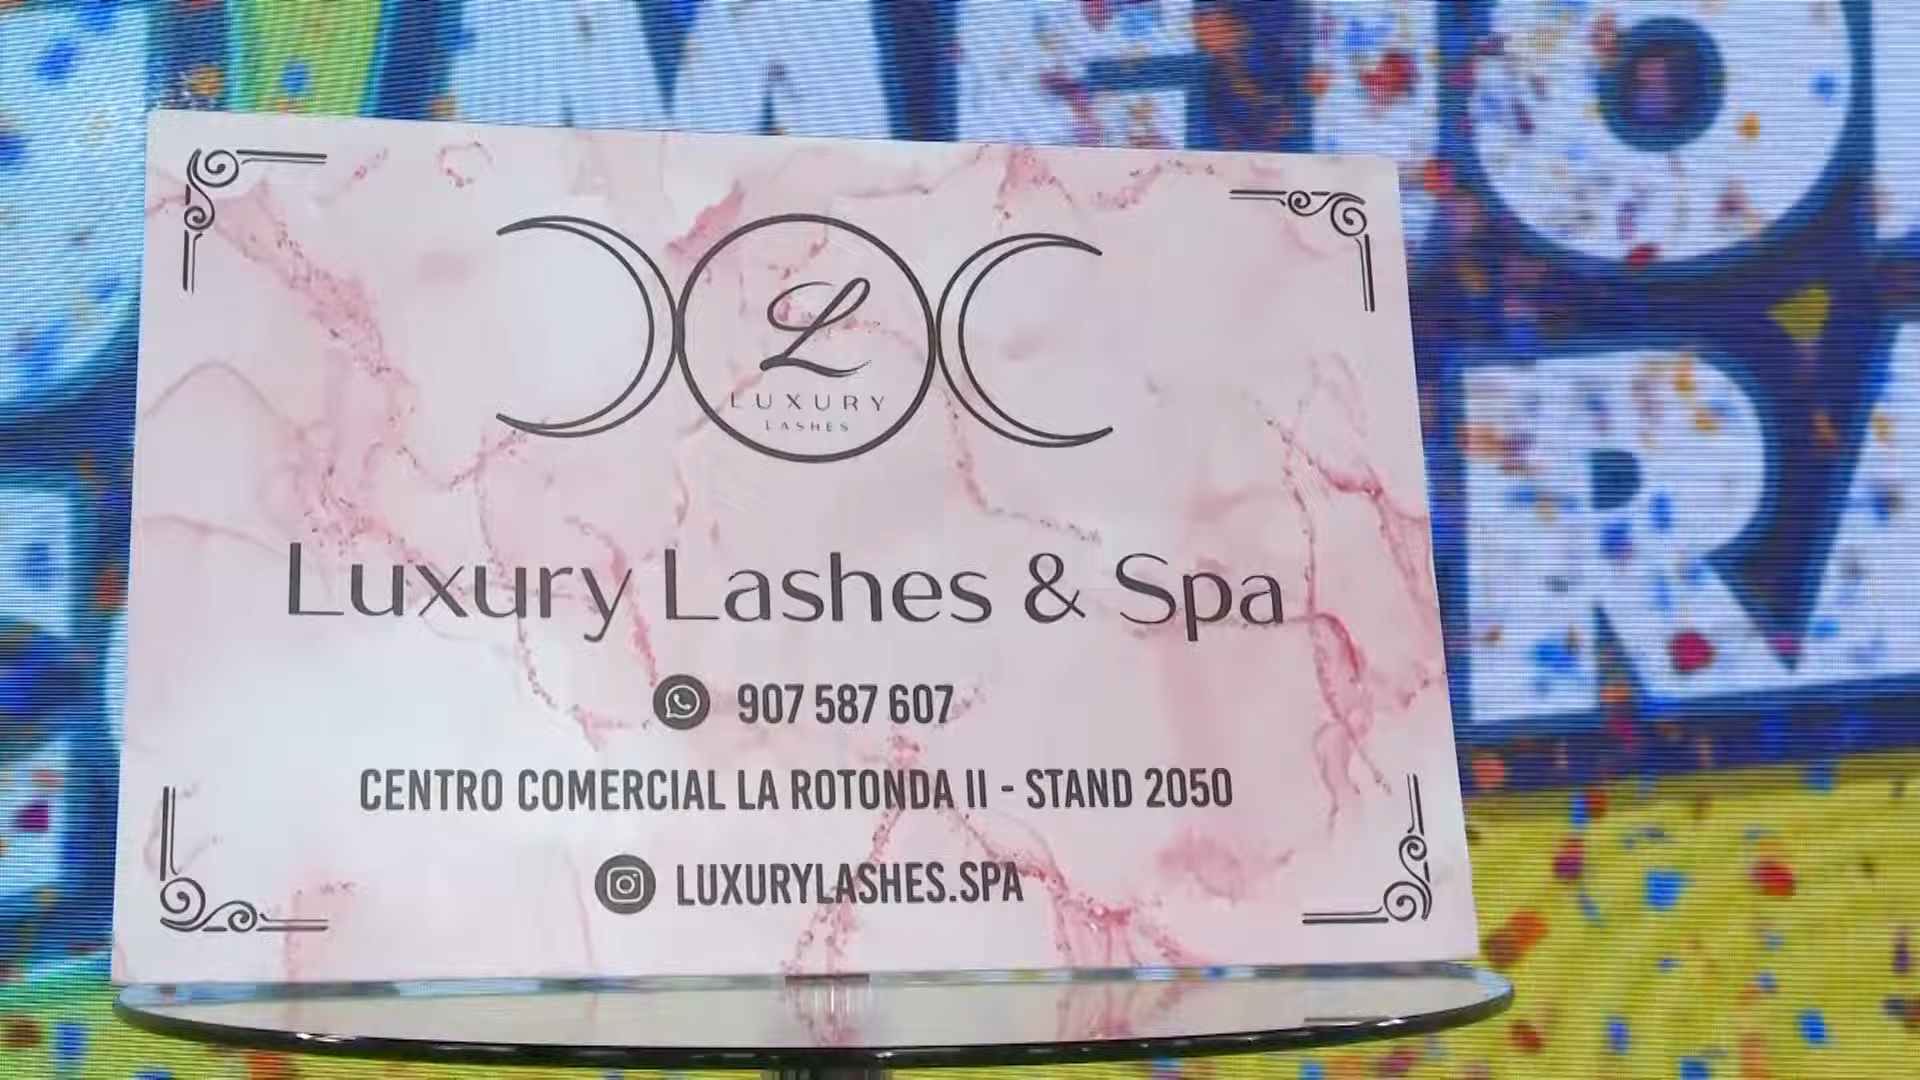 L
LUXURY
LASHES
Luxury Lashes & Spa
907 587 607
CENTRO COMERCIAL LA ROTONDA II - STAND 2050
LUXURYLASHES.SPA